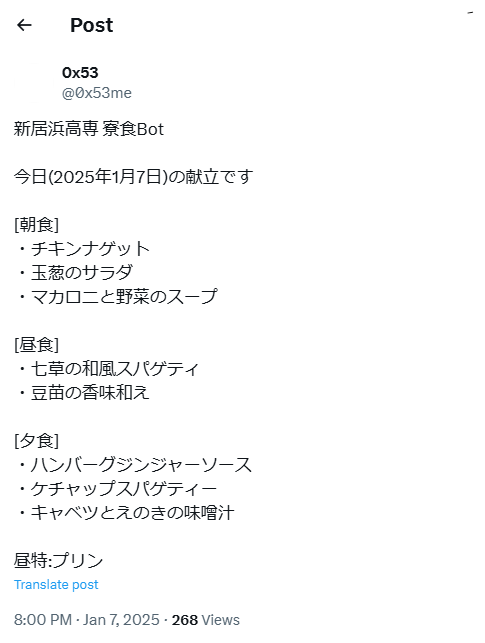 Post
0x53
@0x53me
新居浜高専 寮食Bot
今日(2025年1月7日)の献立です
[朝食]
・チキンナゲット
・玉葱のサラダ
・マカロニと野菜のスープ
[昼食]
・七草の和風スパゲティ
・豆苗の香味和え
[夕食]
・ハンバーグジンジャーソース
・ケチャップスパゲティー
・キャベツとえのきの味噌汁
昼特:プリン
Translate post
8:00 PM · Jan 7, 2025 · 268 Views